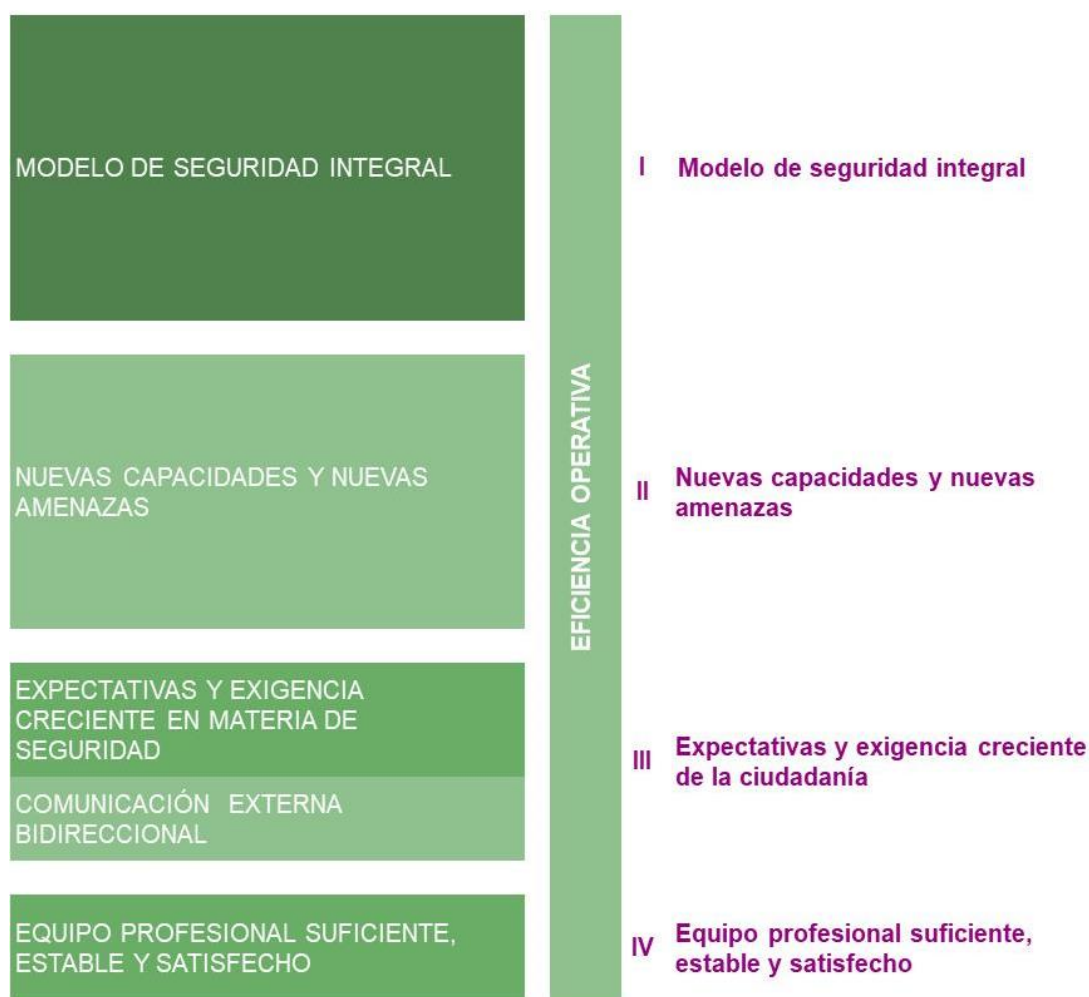 MODELO DE SEGURIDAD INTEGRAL
I Modelo de seguridad integral
NUEVAS CAPACIDADES Y NUEVAS
AMENAZAS
EFICIENCIA OPERATIVA
II Nuevas capacidades y nuevas
amenazas
EXPECTATIVAS Y EXIGENCIA
CRECIENTE EN MATERIA DE
SEGURIDAD
COMUNICACIÓN EXTERNA
BIDIRECCIONAL
III Expectativas y exigencia creciente
de la ciudadanía
EQUIPO PROFESIONAL SUFICIENTE,
ESTABLE Y SATISFECHO
IV Equipo profesional suficiente,
estable y satisfecho